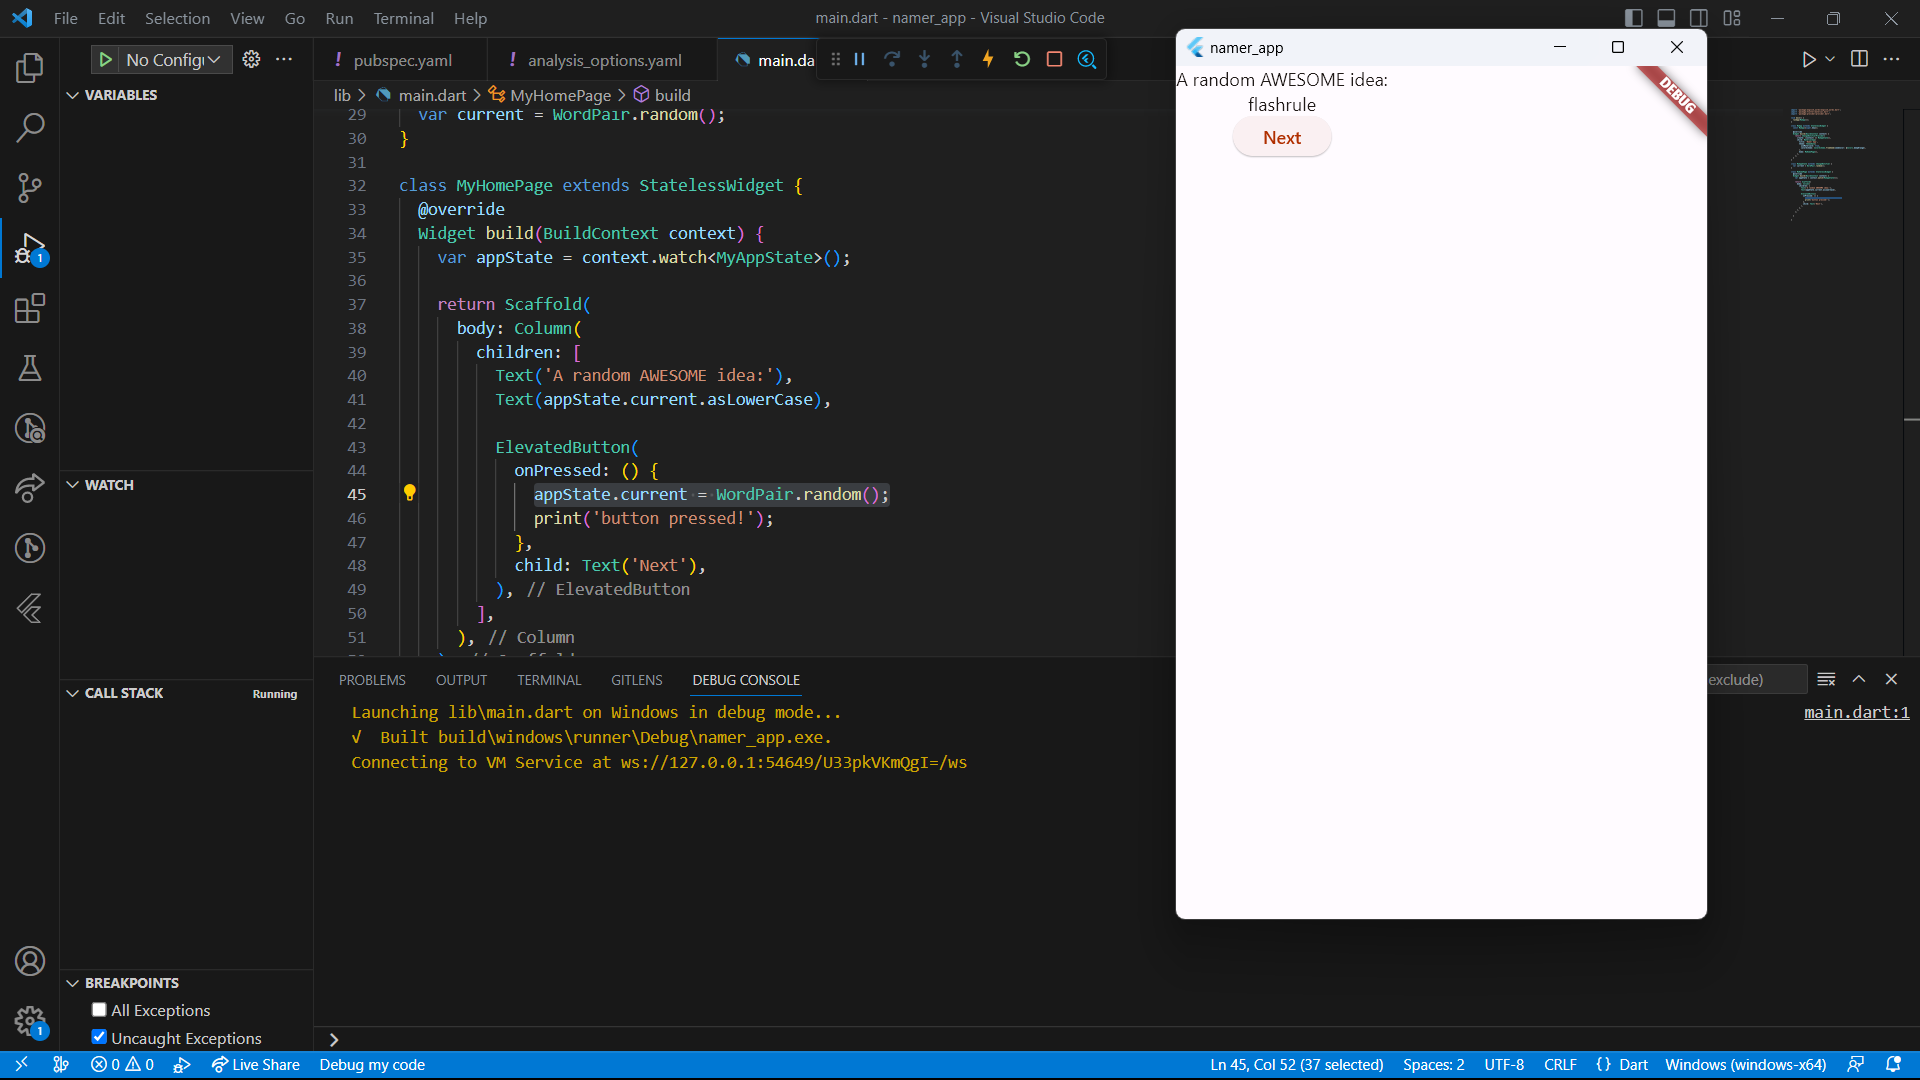 File Edit Selection View Go Run Terminal Help
main.dart - namer_app - Visual Studio Code
No Config
! pubspec.yaml
! analysis_options.yaml
main.da
VARIABLES
lib > main.dart > MyHomePage > build
29 var current = WordPair.random();
30 }
31
32 class MyHomePage extends StatelessWidget {
33 @override
34 Widget build(BuildContext context) {
35 var appState = context.watch<MyAppState>();
36
37 return Scaffold(
38 body: Column(
39 children: [
40 Text('A random AWESOME idea:'),
41 Text(appState.current.asLowerCase),
42
43 ElevatedButton(
44 onPressed: () {
45 appState.current = WordPair.random();
46 print('button pressed!');
47 },
48 child: Text('Next'),
49 ), // ElevatedButton
50 ],
51 ), // Column
WATCH
CALL STACK
Running
BREAKPOINTS
All Exceptions
Uncaught Exceptions
PROBLEMS OUTPUT TERMINAL GITLENS DEBUG CONSOLE
exclude)
Launching lib\main.dart on Windows in debug mode...
main.dart:1
√ Built build\windows\runner\Debug\namer_app.exe.
Connecting to VM Service at ws://127.0.0.1:54649/U33pkVKmQgI=/ws
>
namer_app
A random AWESOME idea:
DEBUG
flashrule
Next
1
1
0 0
Live Share
Debug my code
Ln 45, Col 52 (37 selected)
Spaces: 2
UTF-8
CRLF
{ } Dart
Windows (windows-x64)